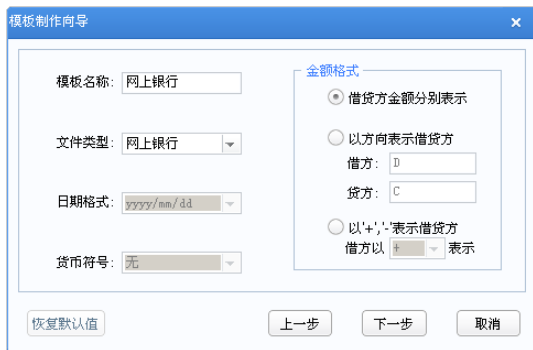 模板制作向导
模板名称: 网上银行
文件类型: 网上银行
日期格式: yyyy/mm/dd
货币符号: 无
金额格式
借贷方金额分别表示
以方向表示借贷方
借方: D
贷方: C
以'+','-'表示借贷方
借方以 + 表示
恢复默认值
上一步
下一步
取消